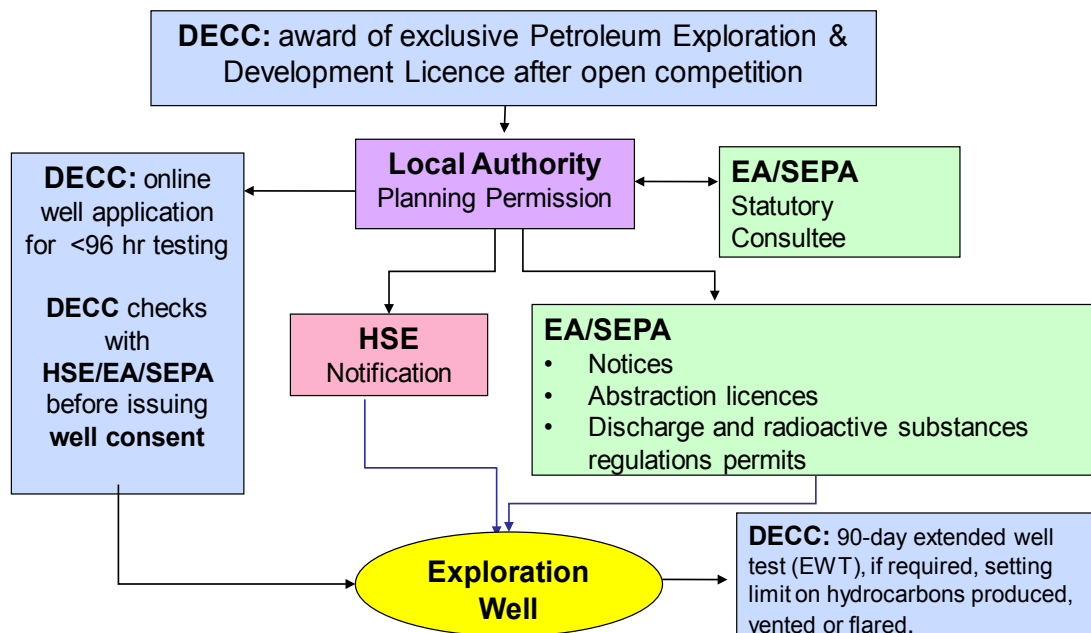 DECC: award of exclusive Petroleum Exploration &
Development Licence after open competition
Local Authority
Planning Permission
EA/SEPA
Statutory
Consultee
DECC: online
well application
for <96 hr testing
DECC checks
with
HSE/EA/SEPA
before issuing
well consent
HSE
Notification
EA/SEPA
• Notices
• Abstraction licences
• Discharge and radioactive substances
regulations permits
Exploration
Well
DECC: 90-day extended well
test (EWT), if required, setting
limit on hydrocarbons produced,
vented or flared.